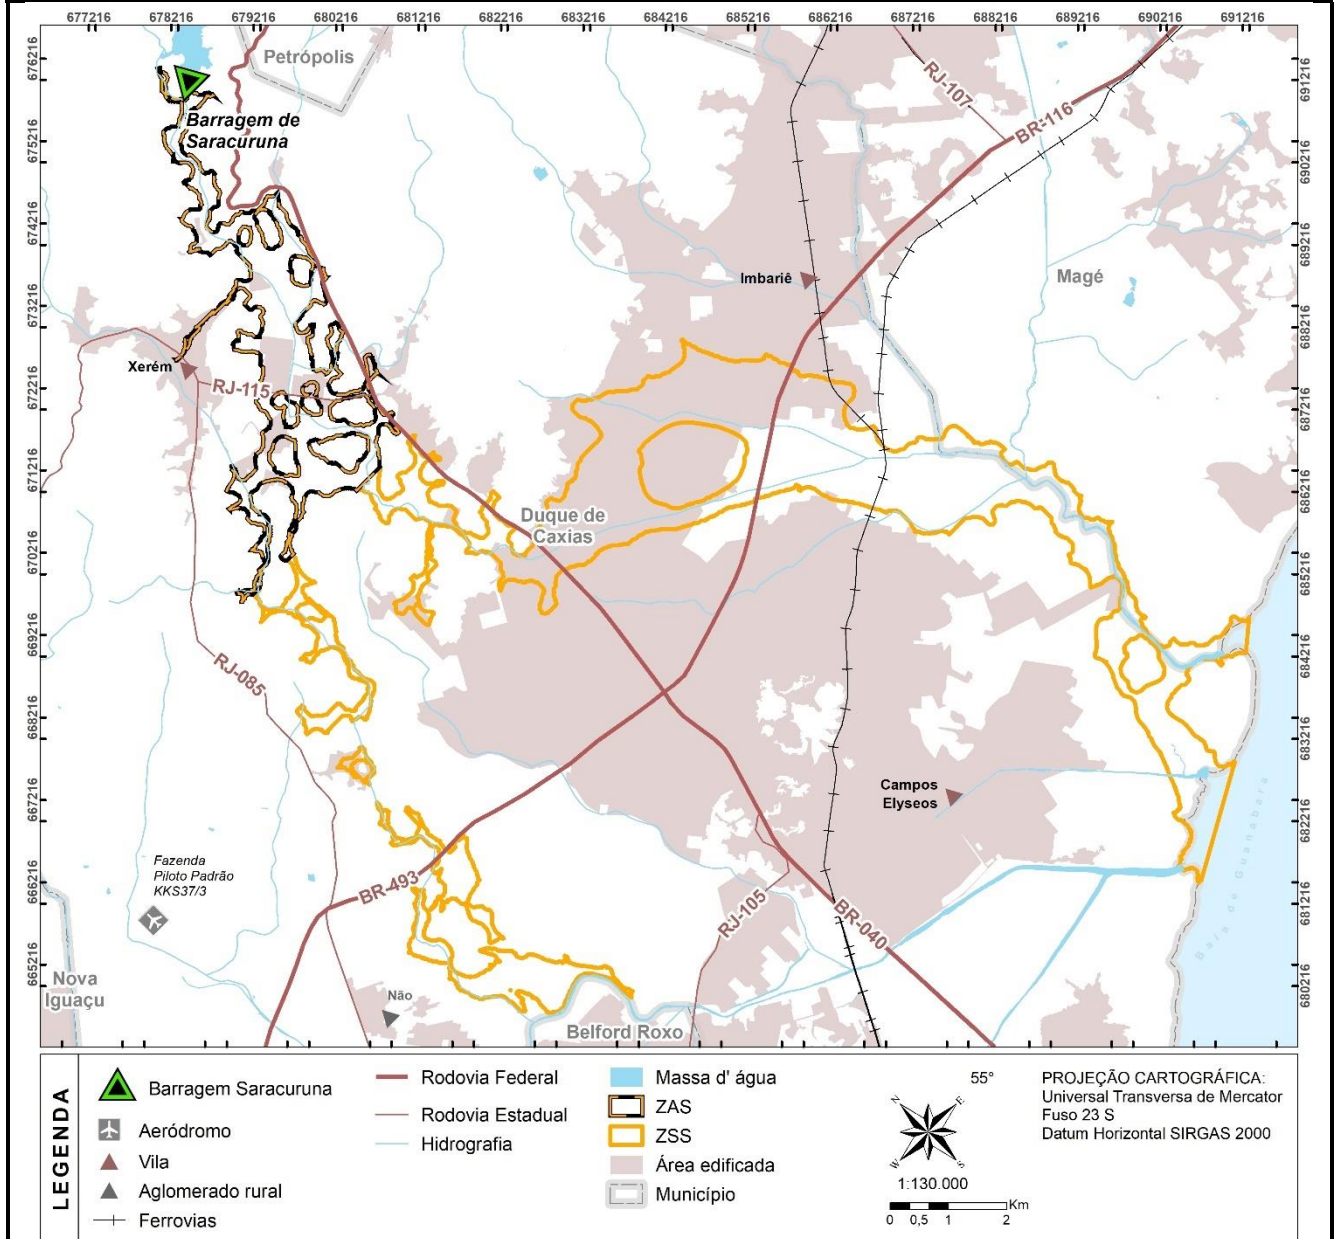 677216 678216 679216 680216 681216 682216 683216 684216 685216 686216 687216 688216 689216 690216 691216
676216
675216
674216
673216
672216
671216
670216
669216
668216
667216
666216
665216
691216
690216
689216
688216
687216
686216
685216
684216
683216
682216
681216
680216
Petrópolis
Barragem de
Saracuruna
RJ-107
BR-116
Imbariê
Magé
Xerém
RJ-115
Duque de
Caxias
RJ-085
Campos
Elyseos
Baía de Guanabara
Fazenda
Piloto Padrão
KKS37/3
BR-493
RJ-105
BR-040
Nova
Iguaçu
Não
Belford Roxo
LEGENDA
Barragem Saracuruna
Aeródromo
Vila
Aglomerado rural
Ferrovias
Rodovia Federal
Rodovia Estadual
Hidrografia
Massa d' água
ZAS
ZSS
Área edificada
Município
55°
N E
W S
1:130.000
Km
0 0,5 1 2
PROJEÇÃO CARTOGRÁFICA:
Universal Transversa de Mercator
Fuso 23 S
Datum Horizontal SIRGAS 2000